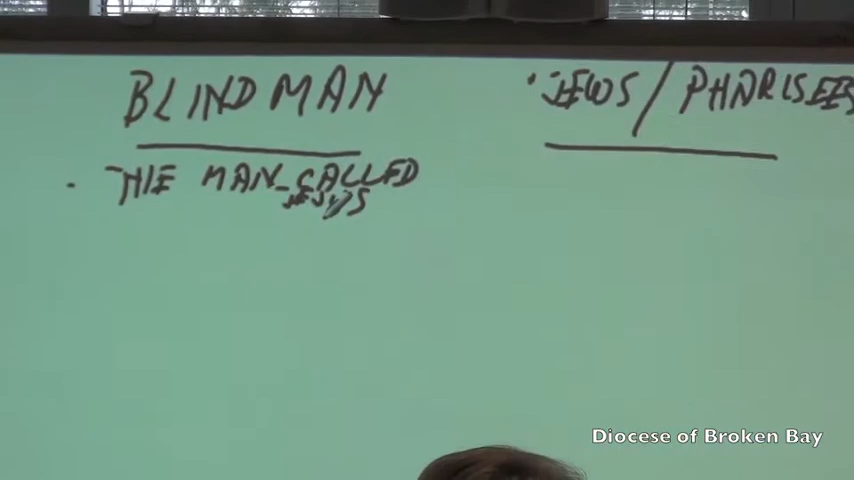 BLIND MAN
• JEWS / PHARISEES
• THE MAN CALLED
JESUS
Diocese of Broken Bay